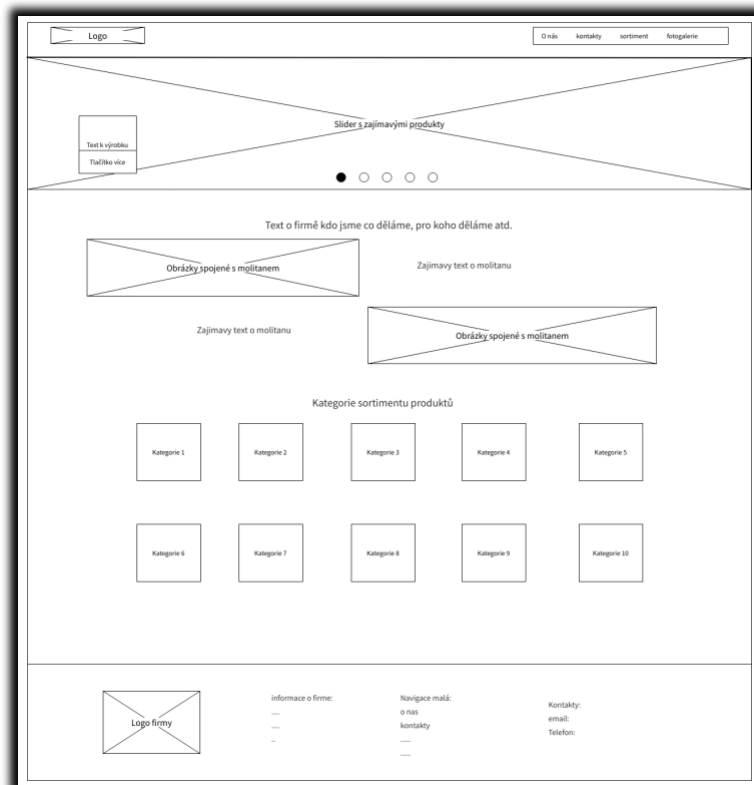 Logo
O nás kontakty sortiment fotogalerie
Slider s zajímavými produkty
Text k výrobku
Tlačítko více
Text o firmě kdo jsme co děláme, pro koho děláme atd.
Obrázky spojené s molitanem
Zajimavy text o molitanu
Zajimavy text o molitanu
Obrázky spojené s molitanem
Kategorie sortimentu produktů
Kategorie 1 Kategorie 2 Kategorie 3 Kategorie 4 Kategorie 5
Kategorie 6 Kategorie 7 Kategorie 8 Kategorie 9 Kategorie 10
Logo firmy
informace o firme:
Navigace malá:
o nas
kontakty
Kontakty:
email:
Telefon: